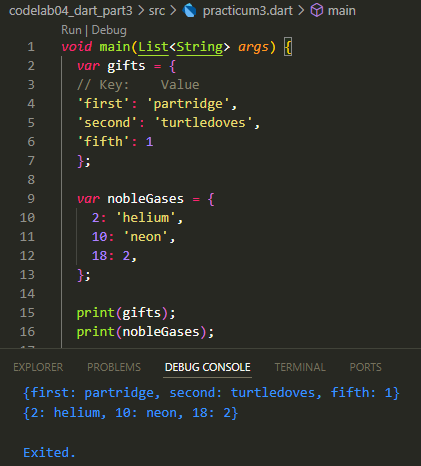 codelab04_dart_part3 > src > practicum3.dart > main
Run | Debug
1 void main(List<String> args) {
2 var gifts = {
3 // Key:    Value
4 'first': 'partridge',
5 'second': 'turtledoves',
6 'fifth': 1
7 };
8
9 var nobleGases = {
10 2: 'helium',
11 10: 'neon',
12 18: 2,
13 };
14
15 print(gifts);
16 print(nobleGases);
17
EXPLORER PROBLEMS DEBUG CONSOLE TERMINAL PORTS
{first: partridge, second: turtledoves, fifth: 1}
{2: helium, 10: neon, 18: 2}
Exited.